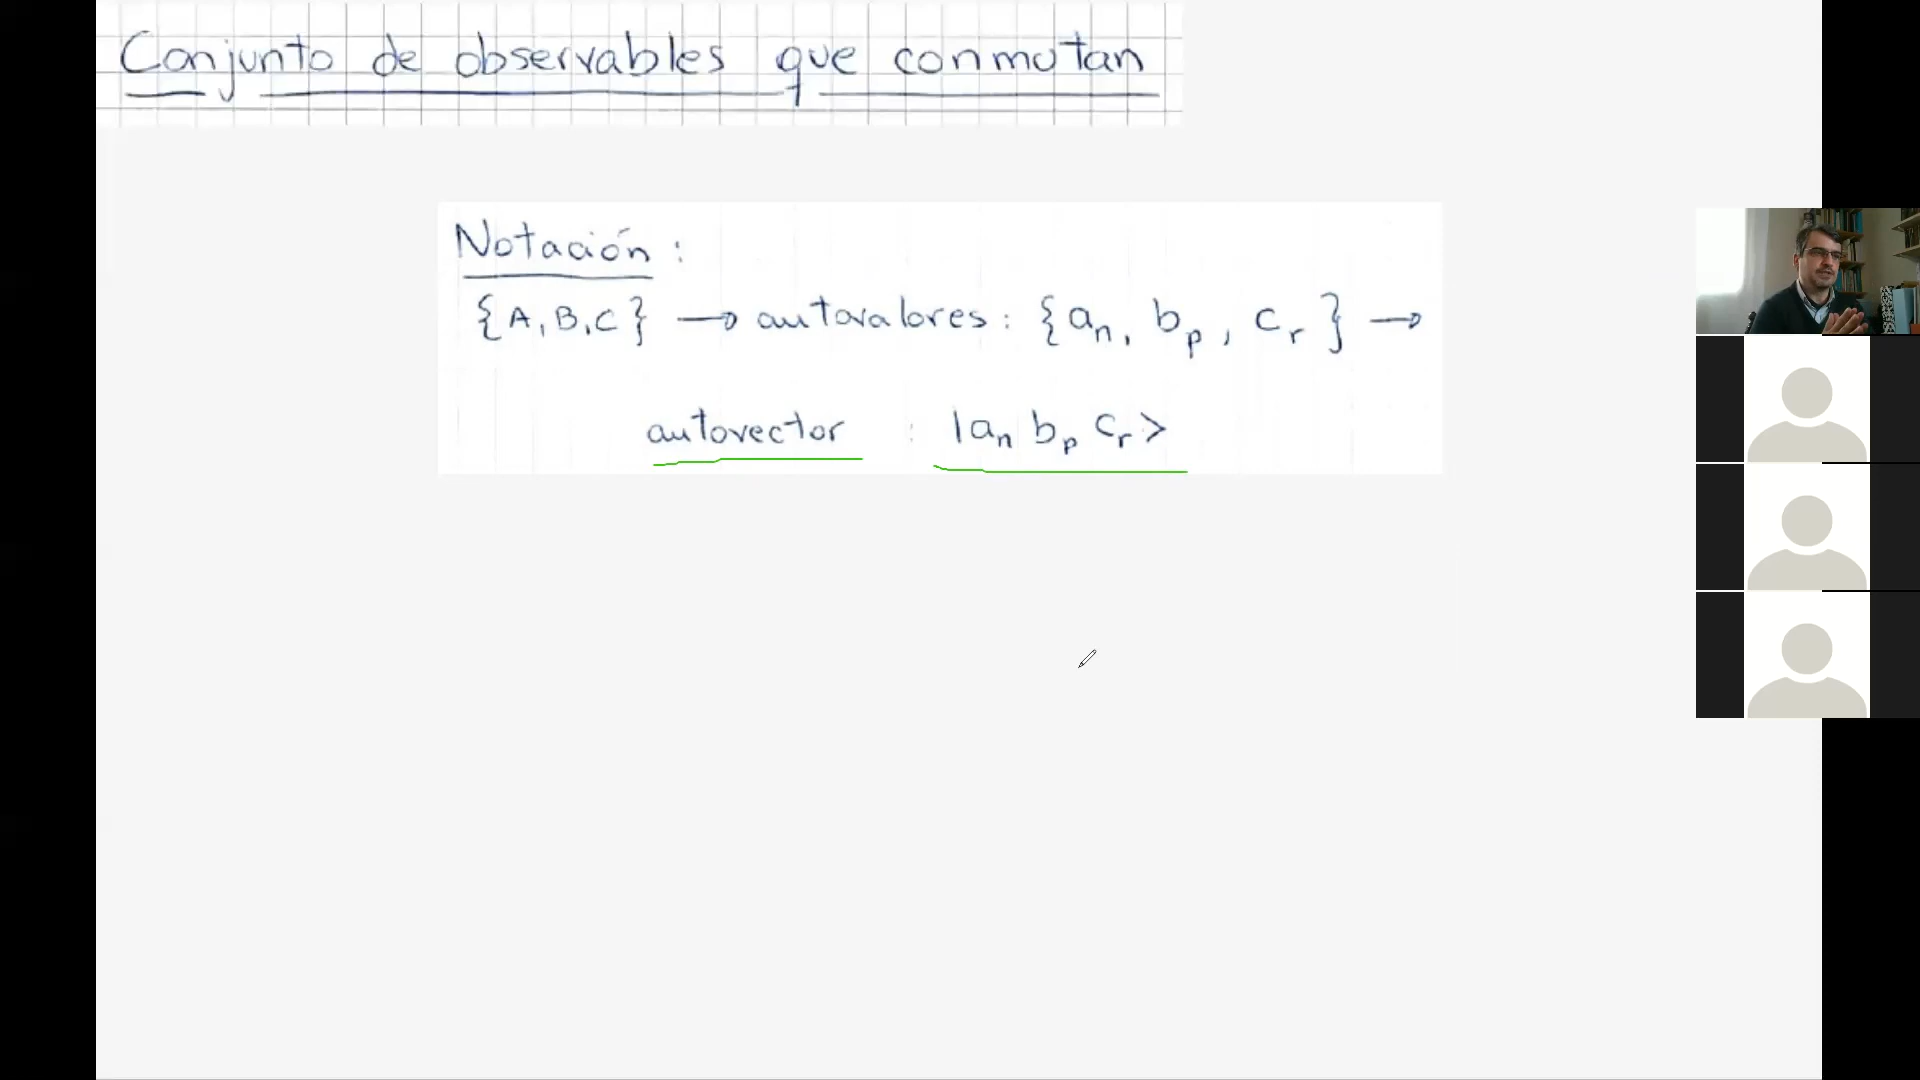 Conjunto de observables que conmutan
Notación :
{A, B, C} → autovalores : {aₙ, bₚ, cᵣ} →
autovector : |aₙ bₚ cᵣ>